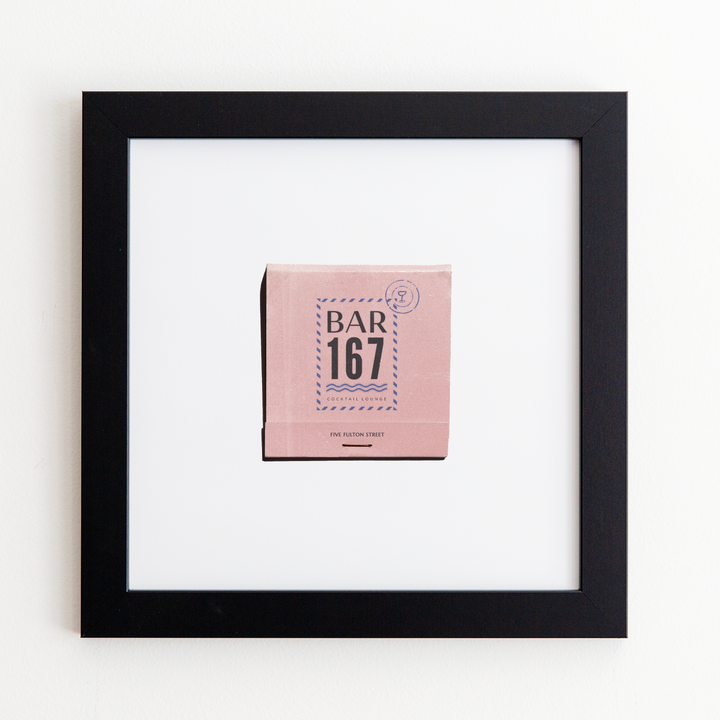 BAR
167
COCKTAIL LOUNGE
FIVE FULTON STREET